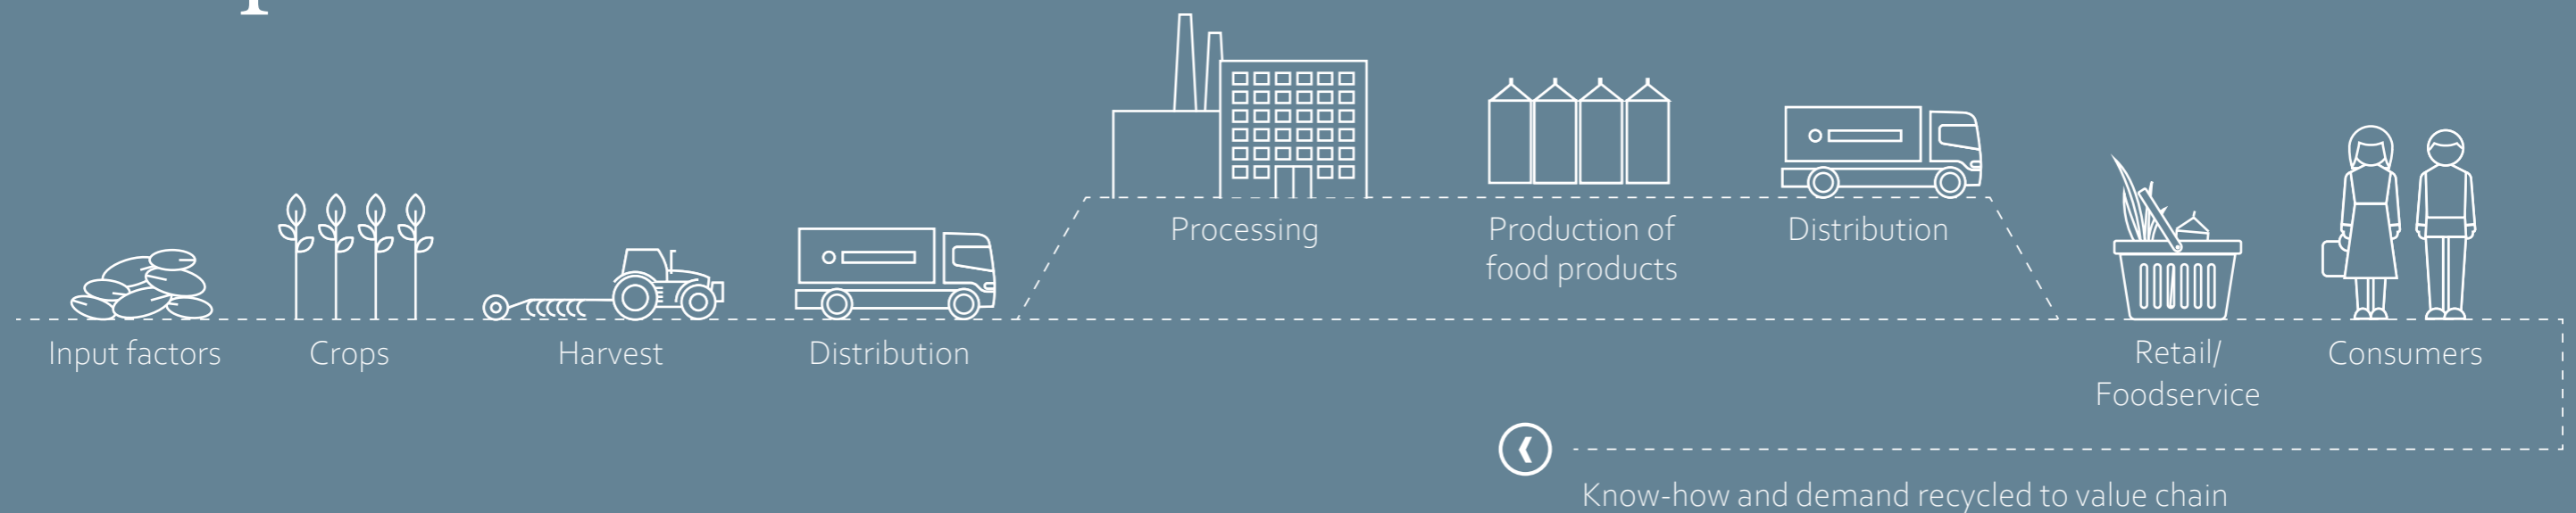 Input factors
Crops
Harvest
Distribution
Processing
Production of
food products
Distribution
Retail/
Foodservice
Consumers
Know-how and demand recycled to value chain